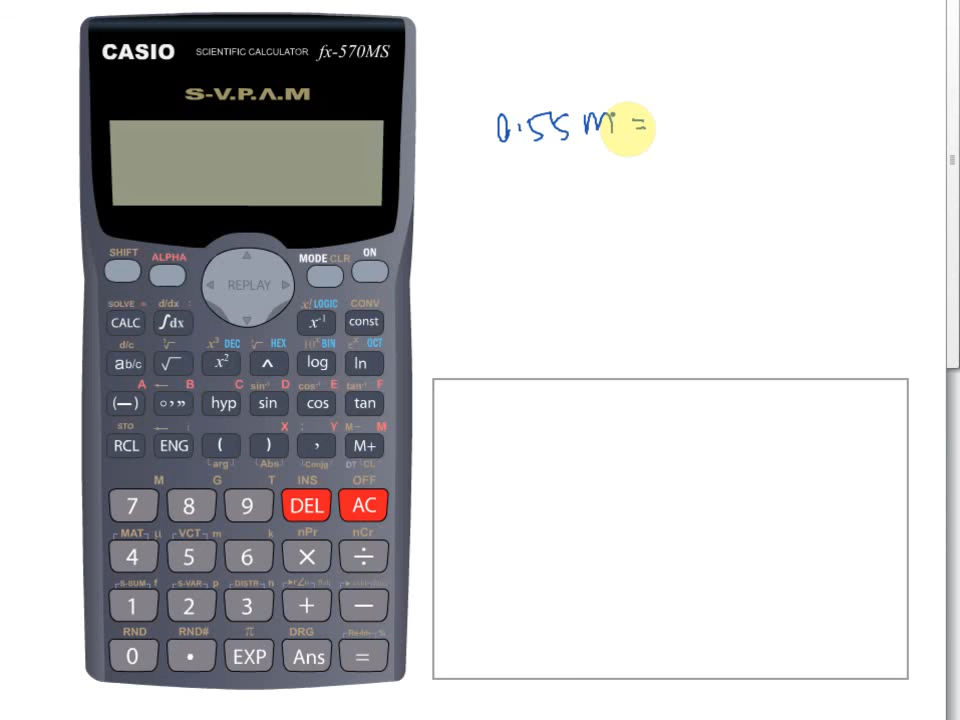 CASIO SCIENTIFIC CALCULATOR fx-570MS
S-V.P.A.M
0.55 m =
SHIFT ALPHA MODE CLR ON
REPLAY
SOLVE = d/dx : x! LOGIC CONV
CALC ∫dx x⁻¹ const
d/c ³√ x³ DEC ˣ√ HEX 10ˣ BIN eˣ OCT
ab/c √ x² ^ log ln
A ← B C sin⁻¹ D cos⁻¹ E tan⁻¹ F
(—) ∘,,, hyp sin cos tan
STO ← i X ; Y M− M
RCL ENG ( ) , M+
arg Abs Conjg DT CL
M G T INS OFF
7 8 9 DEL AC
MAT μ VCT m k nPr nCr
4 5 6 × ÷
S-SUM f S-VAR p DISTR n
1 2 3 + −
RND RND# π DRG %
0 . EXP Ans =